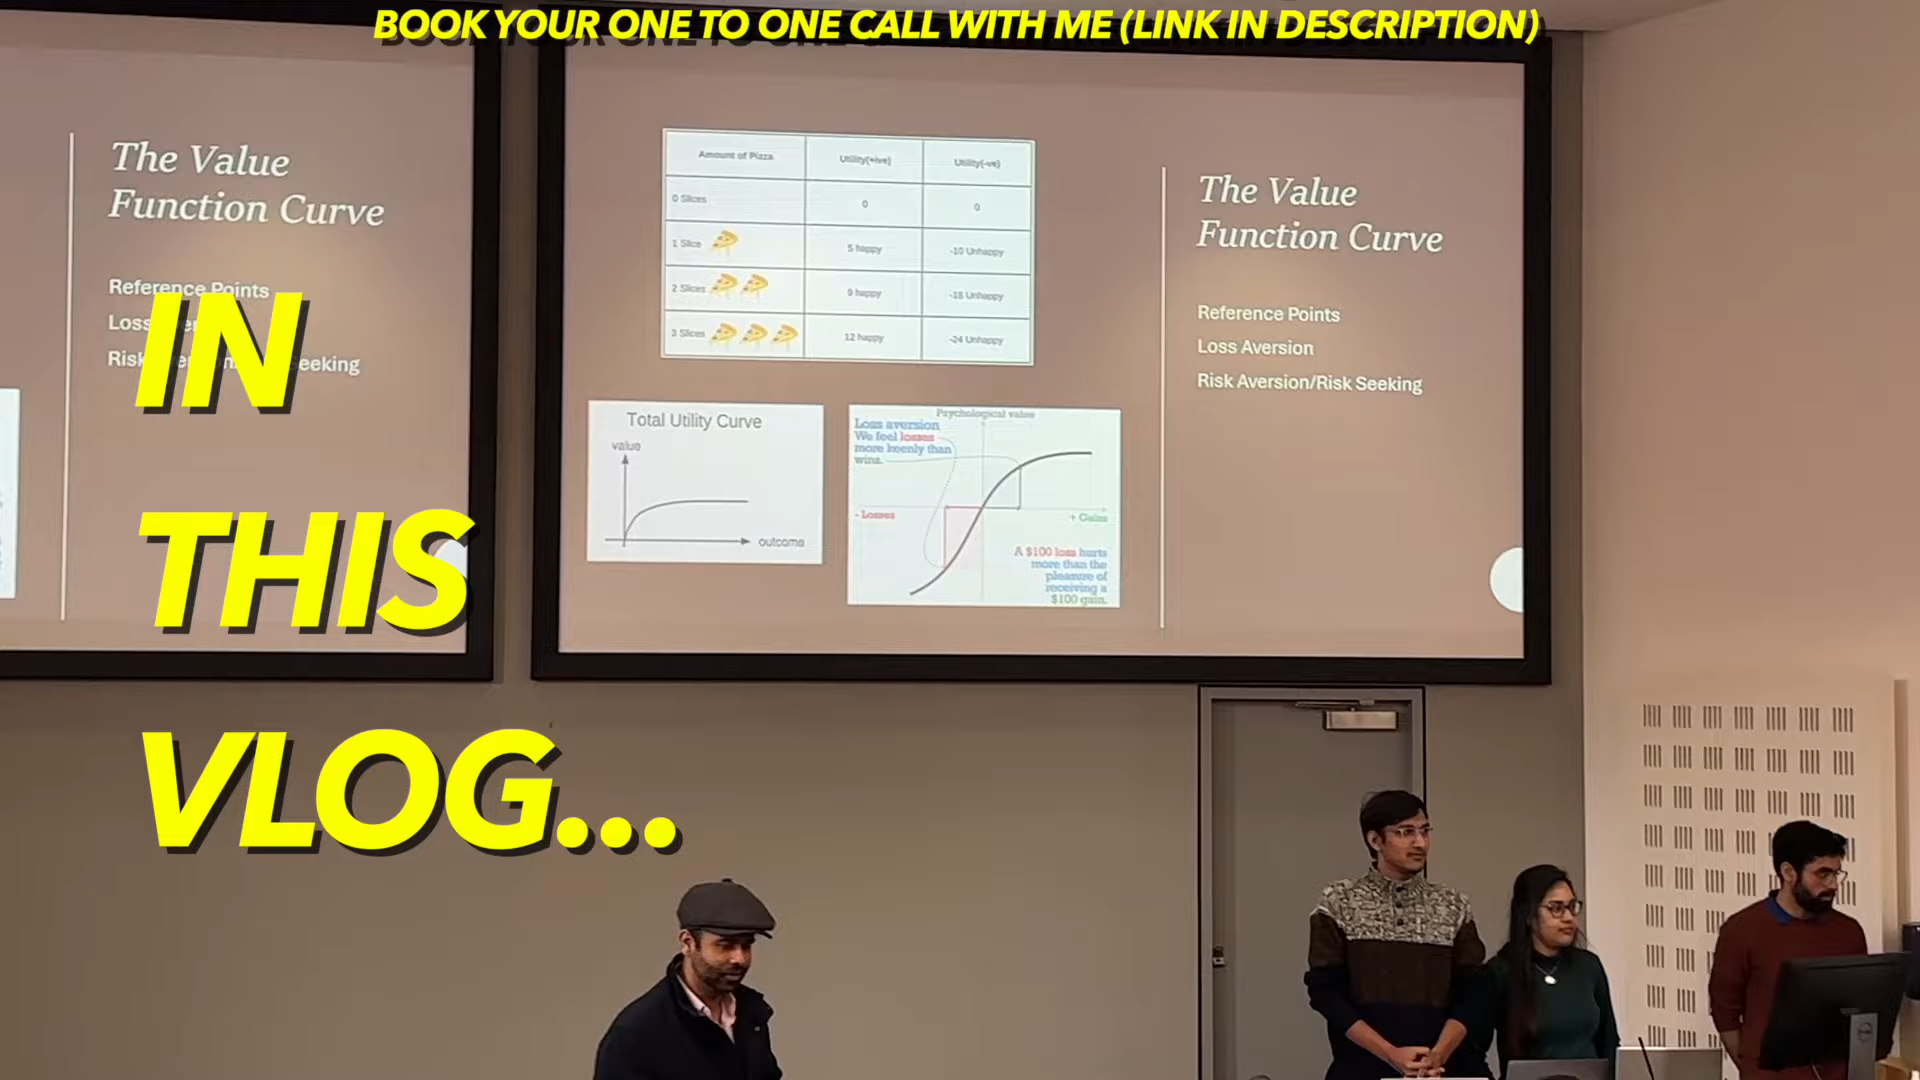 BOOK YOUR ONE TO ONE CALL WITH ME (LINK IN DESCRIPTION)
The Value
Function Curve
Reference Points
Loss
Risk Seeking
IN
THIS
VLOG...
Amount of Pizza Utility(+ive) Utility(-ve)
0 Slices 0 0
1 Slice 5 happy -10 Unhappy
2 Slices 9 happy -18 Unhappy
3 Slices 12 happy -24 Unhappy
Total Utility Curve
value
outcome
Psychological value
Loss aversion
We feel losses
more keenly than
wins.
- Losses
+ Gains
A $100 loss hurts
more than the
pleasure of
receiving a
$100 gain.
The Value
Function Curve
Reference Points
Loss Aversion
Risk Aversion/Risk Seeking